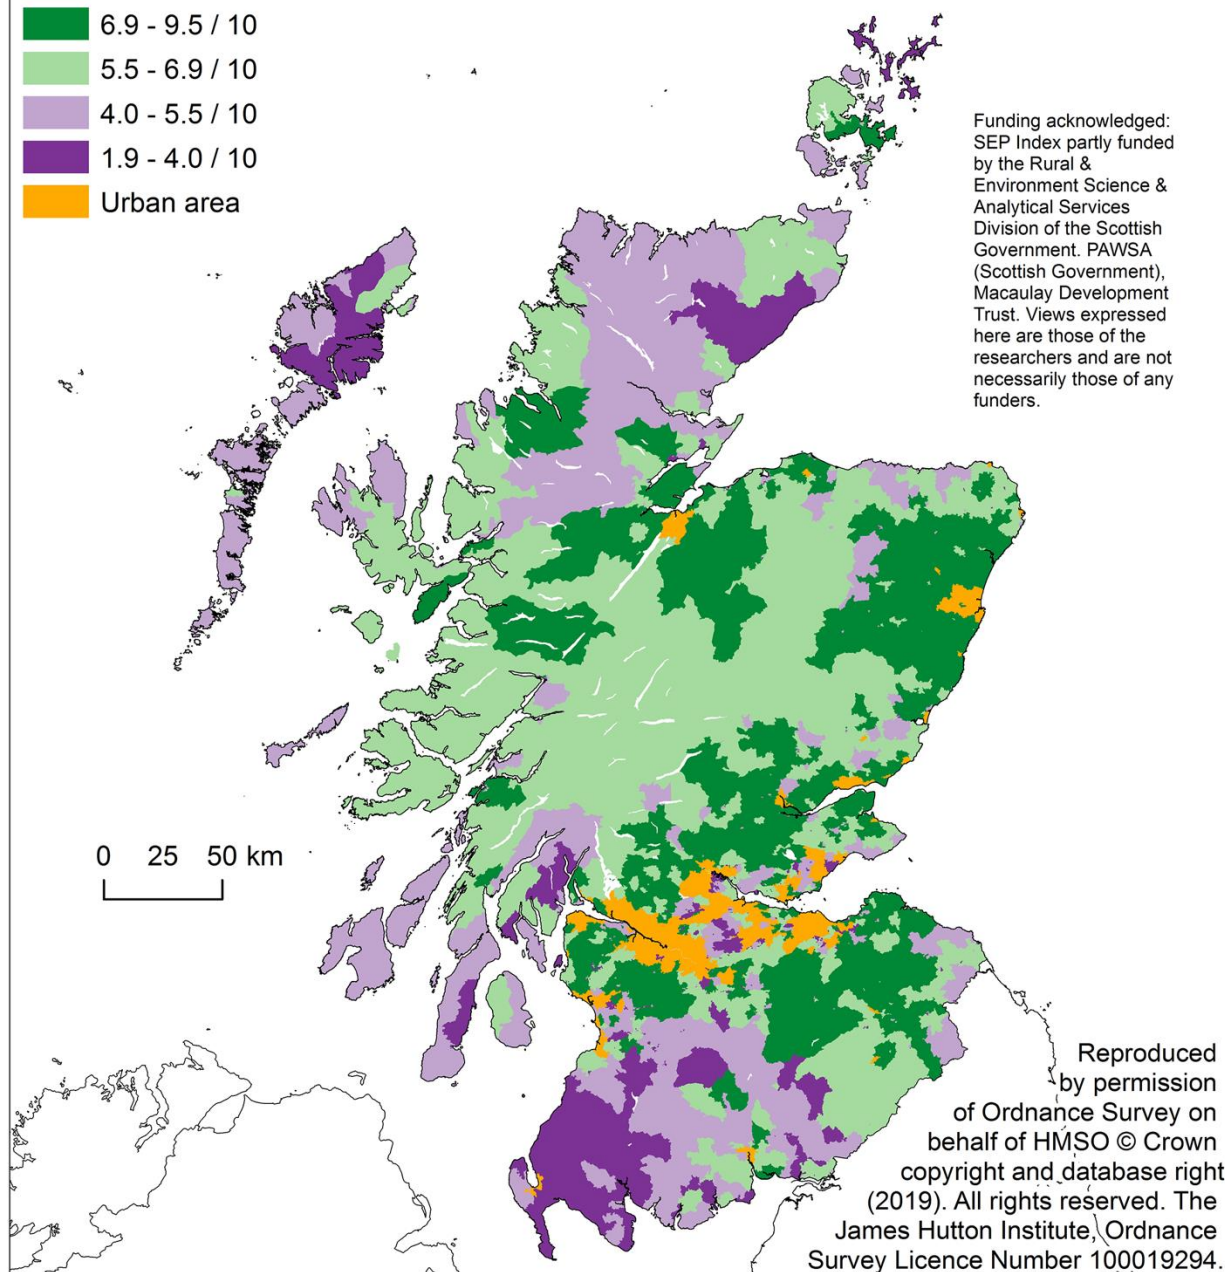 6.9 - 9.5 / 10
5.5 - 6.9 / 10
4.0 - 5.5 / 10
1.9 - 4.0 / 10
Urban area
Funding acknowledged:
SEP Index partly funded
by the Rural &
Environment Science &
Analytical Services
Division of the Scottish
Government. PAWSA
(Scottish Government),
Macaulay Development
Trust. Views expressed
here are those of the
researchers and are not
necessarily those of any
funders.
0 25 50 km
Reproduced
by permission
of Ordnance Survey on
behalf of HMSO © Crown
copyright and database right
(2019). All rights reserved. The
James Hutton Institute, Ordnance
Survey Licence Number 100019294.